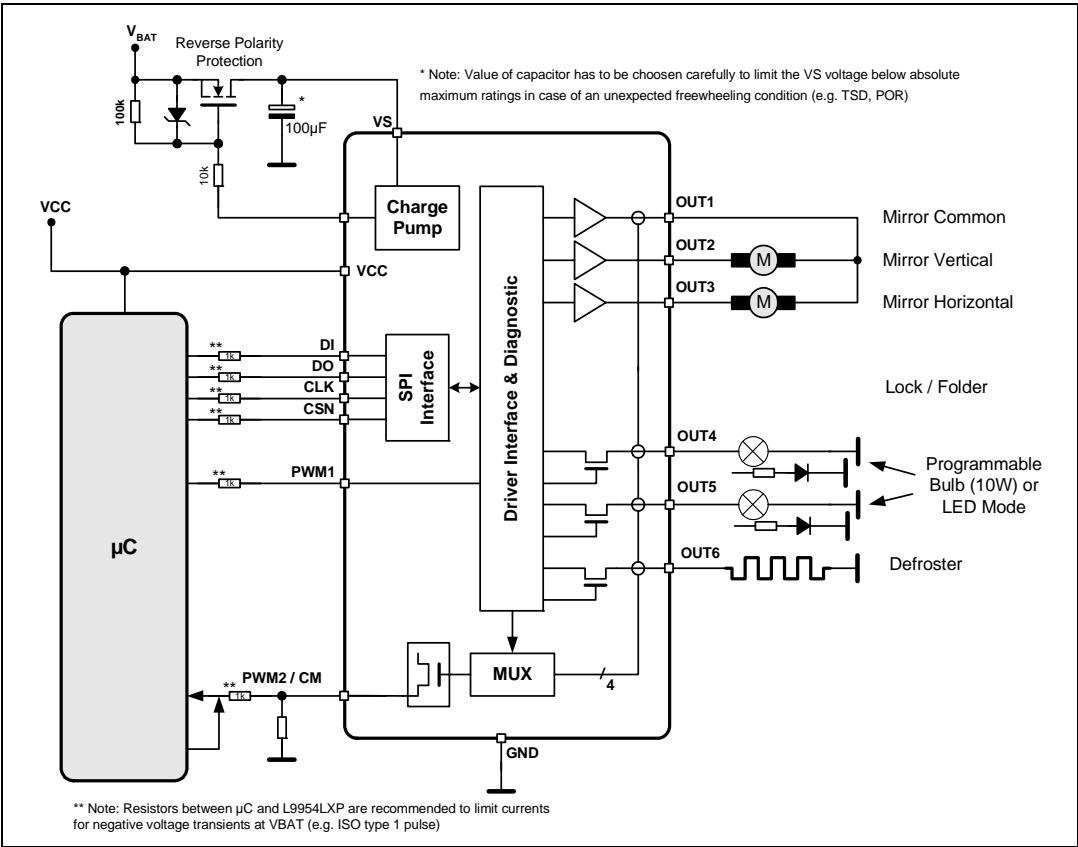 V BAT
Reverse Polarity
Protection
* Note: Value of capacitor has to be choosen carefully to limit the VS voltage below absolute
maximum ratings in case of an unexpected freewheeling condition (e.g. TSD, POR)
100k
*
100µF
VS
10k
VCC
Charge
Pump
VCC
OUT1
Mirror Common
OUT2
M
Mirror Vertical
OUT3
M
Mirror Horizontal
** 1k DI
** 1k DO
** 1k CLK
** 1k CSN
SPI
Interface
Driver Interface & Diagnostic
Lock / Folder
** 1k PWM1
OUT4
OUT5
Programmable
Bulb (10W) or
LED Mode
µC
OUT6
Defroster
** 1k PWM2 / CM
MUX
4
GND
** Note: Resistors between µC and L9954LXP are recommended to limit currents
for negative voltage transients at VBAT (e.g. ISO type 1 pulse)